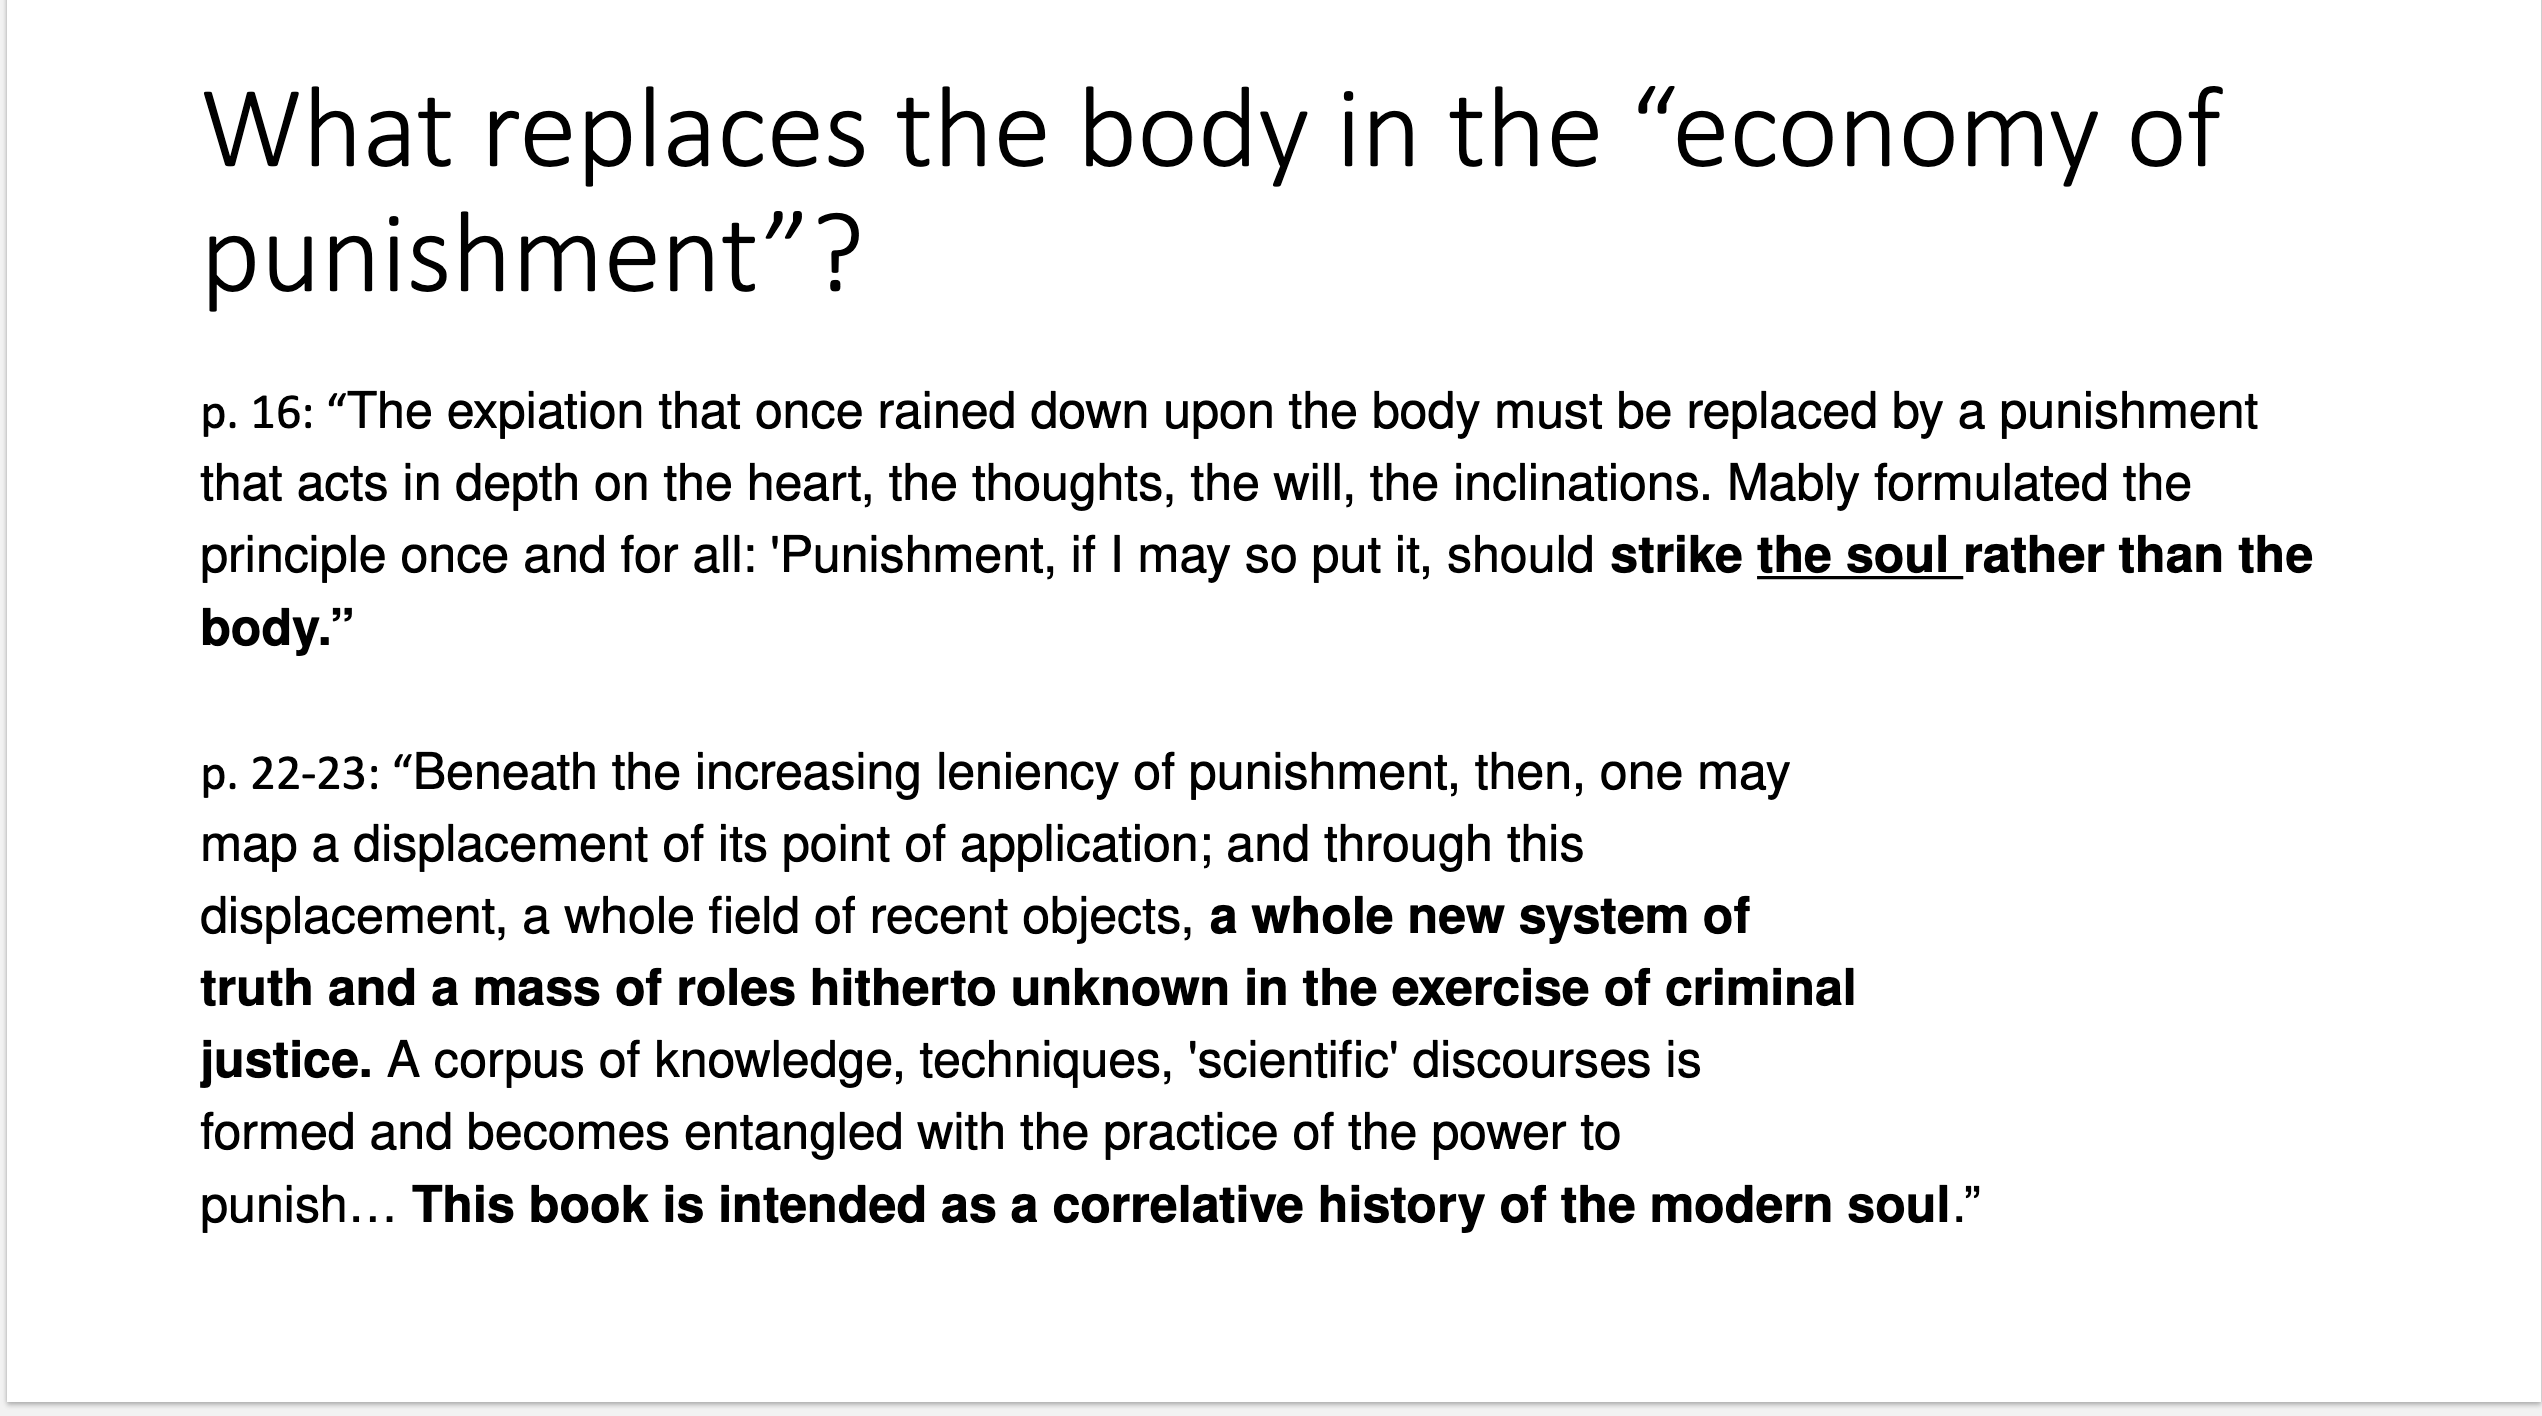 What replaces the body in the “economy of
punishment”?
p. 16: “The expiation that once rained down upon the body must be replaced by a punishment
that acts in depth on the heart, the thoughts, the will, the inclinations. Mably formulated the
principle once and for all: 'Punishment, if I may so put it, should strike the soul rather than the
body.”
p. 22-23: “Beneath the increasing leniency of punishment, then, one may
map a displacement of its point of application; and through this
displacement, a whole field of recent objects, a whole new system of
truth and a mass of roles hitherto unknown in the exercise of criminal
justice. A corpus of knowledge, techniques, 'scientific' discourses is
formed and becomes entangled with the practice of the power to
punish… This book is intended as a correlative history of the modern soul.”